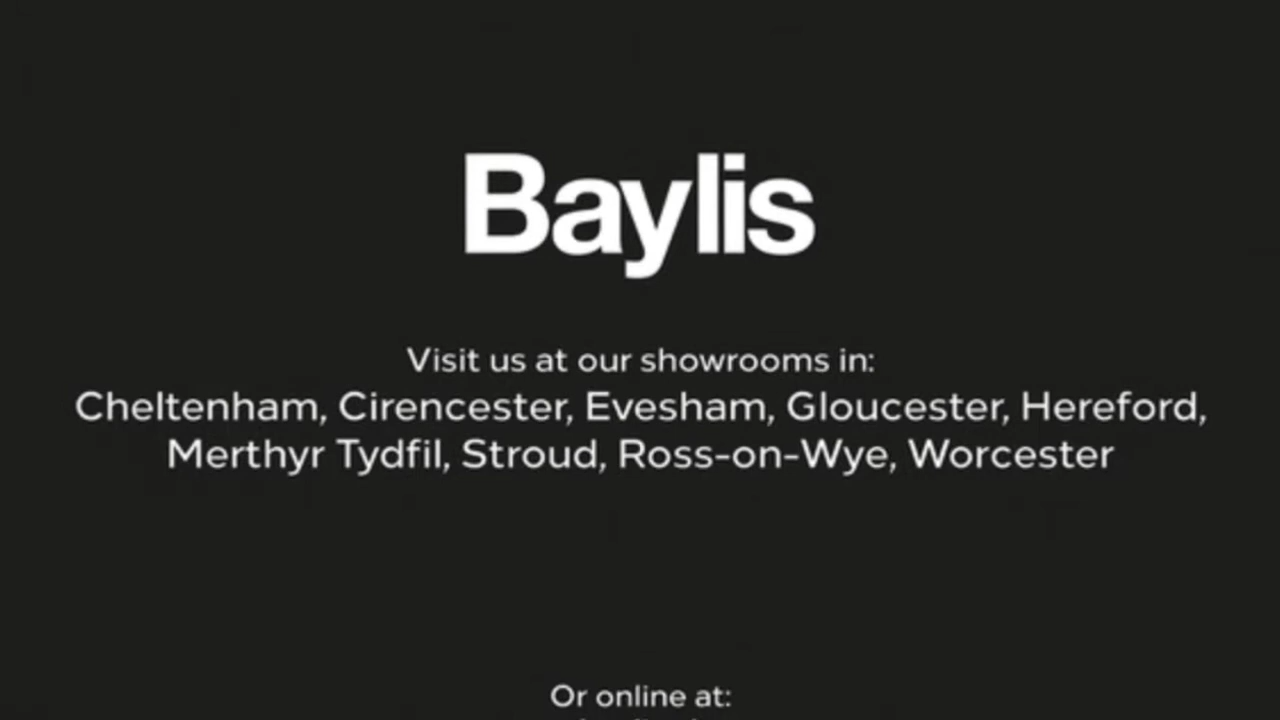 Baylis
Visit us at our showrooms in:
Cheltenham, Cirencester, Evesham, Gloucester, Hereford,
Merthyr Tydfil, Stroud, Ross-on-Wye, Worcester
Or online at: